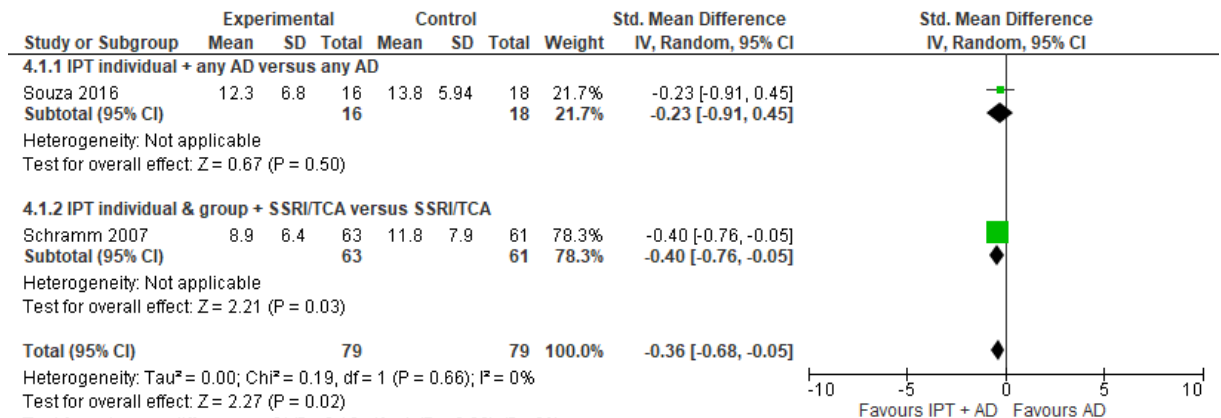 Experimental Control Std. Mean Difference Std. Mean Difference
Study or Subgroup Mean SD Total Mean SD Total Weight IV, Random, 95% CI IV, Random, 95% CI
4.1.1 IPT individual + any AD versus any AD
Souza 2016 12.3 6.8 16 13.8 5.94 18 21.7% -0.23 [-0.91, 0.45]
Subtotal (95% CI) 16 18 21.7% -0.23 [-0.91, 0.45]
Heterogeneity: Not applicable
Test for overall effect: Z = 0.67 (P = 0.50)
4.1.2 IPT individual & group + SSRI/TCA versus SSRI/TCA
Schramm 2007 8.9 6.4 63 11.8 7.9 61 78.3% -0.40 [-0.76, -0.05]
Subtotal (95% CI) 63 61 78.3% -0.40 [-0.76, -0.05]
Heterogeneity: Not applicable
Test for overall effect: Z = 2.21 (P = 0.03)
Total (95% CI) 79 79 100.0% -0.36 [-0.68, -0.05]
Heterogeneity: Tau² = 0.00; Chi² = 0.19, df = 1 (P = 0.66); I² = 0%
Test for overall effect: Z = 2.27 (P = 0.02)
-10 -5 0 5 10
Favours IPT + AD Favours AD